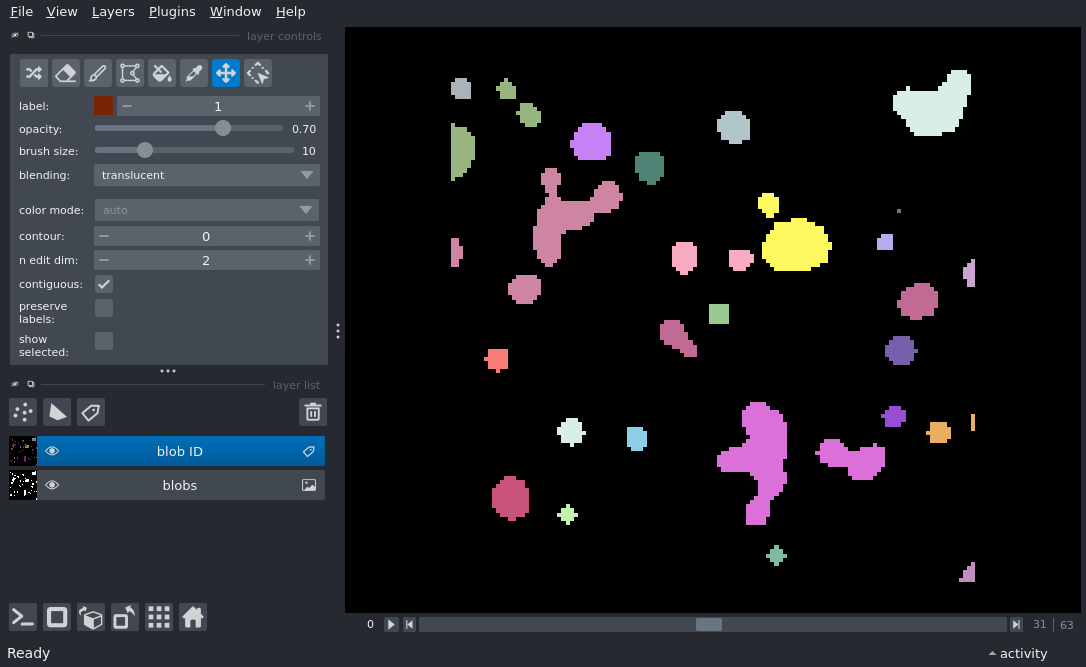 File View Layers Plugins Window Help
layer controls
label: 1
opacity: 0.70
brush size: 10
blending: translucent
color mode: auto
contour: 0
n edit dim: 2
contiguous:
preserve
labels:
show
selected:
layer list
blob ID
blobs
0 31 | 63
Ready activity